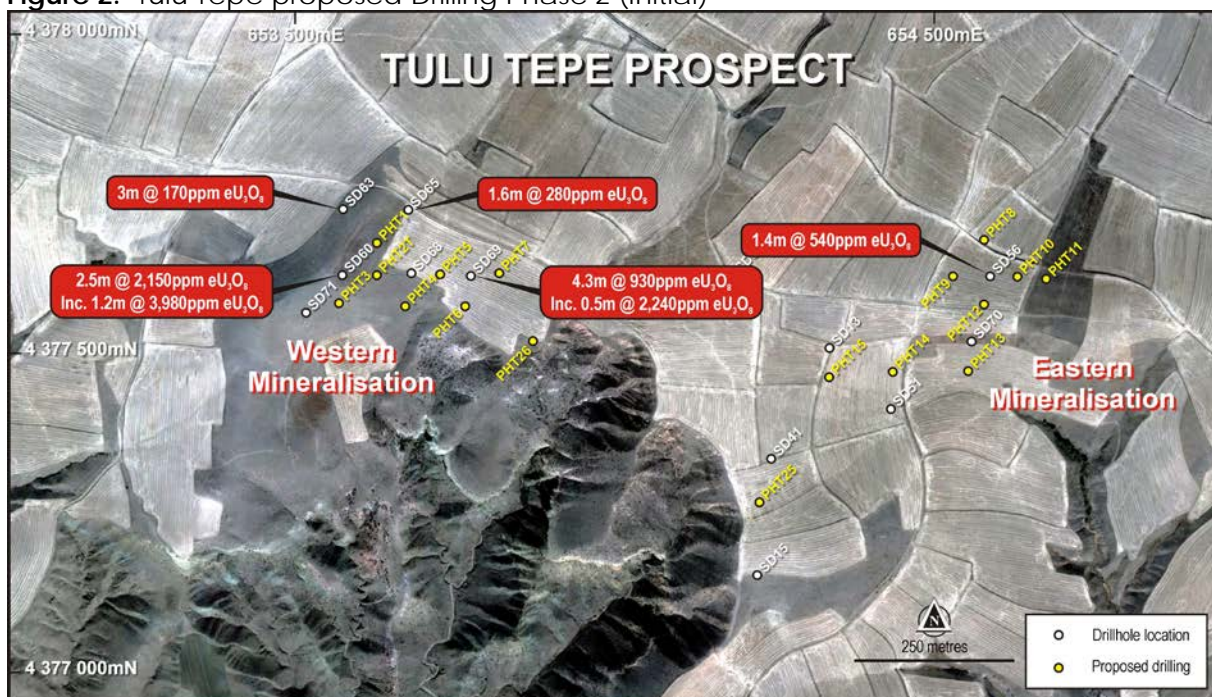 Figure 2: Tulu Tepe proposed Drilling Phase 2 (initial)
4 378 000mN
653 500mE
654 500mE
TULU TEPE PROSPECT
3m @ 170ppm eU₃O₈
SD63
SD65
1.6m @ 280ppm eU₃O₈
PHT1
PHT8
1.4m @ 540ppm eU₃O₈
SD60
PHT21
SD68
PHT5
SD69
PHT7
SD56
PHT10
PHT11
2.5m @ 2,150ppm eU₃O₈
Inc. 1.2m @ 3,980ppm eU₃O₈
4.3m @ 930ppm eU₃O₈
Inc. 0.5m @ 2,240ppm eU₃O₈
SD71
PHT3
PHT4
PHT6
PHT9
PHT12
SD70
4 377 500mN
Western
Mineralisation
PHT26
PHT15
PHT14
PHT13
Eastern
Mineralisation
SD51
SD41
PHT25
SD15
4 377 000mN
N
250 metres
Drillhole location
Proposed drilling